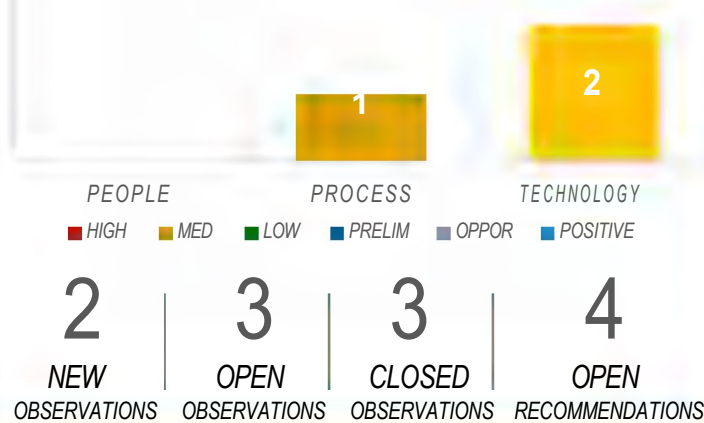 2
1
PEOPLE PROCESS TECHNOLOGY
HIGH MED LOW PRELIM OPPOR POSITIVE
2 3 3 4
NEW OPEN CLOSED OPEN
OBSERVATIONS OBSERVATIONS OBSERVATIONS RECOMMENDATIONS